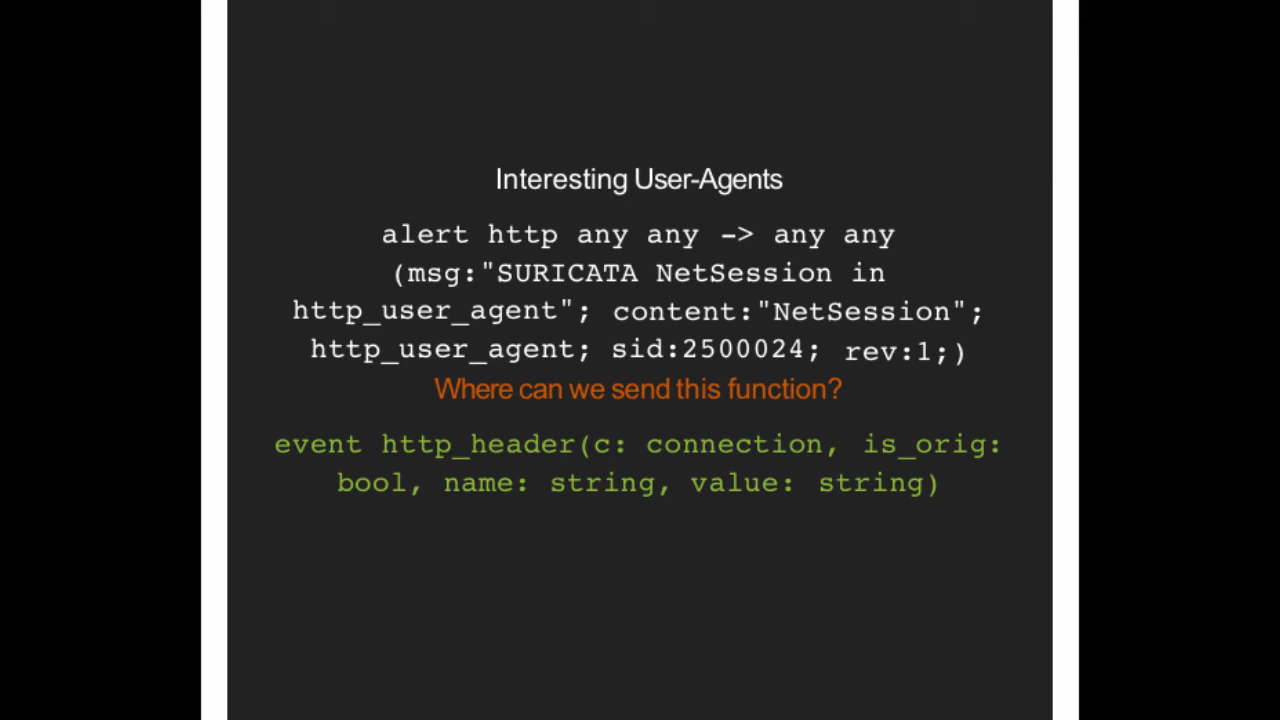 Interesting User-Agents
alert http any any -> any any
(msg:"SURICATA NetSession in
http_user_agent"; content:"NetSession";
http_user_agent; sid:2500024; rev:1;)
Where can we send this function?
event http_header(c: connection, is_orig:
bool, name: string, value: string)